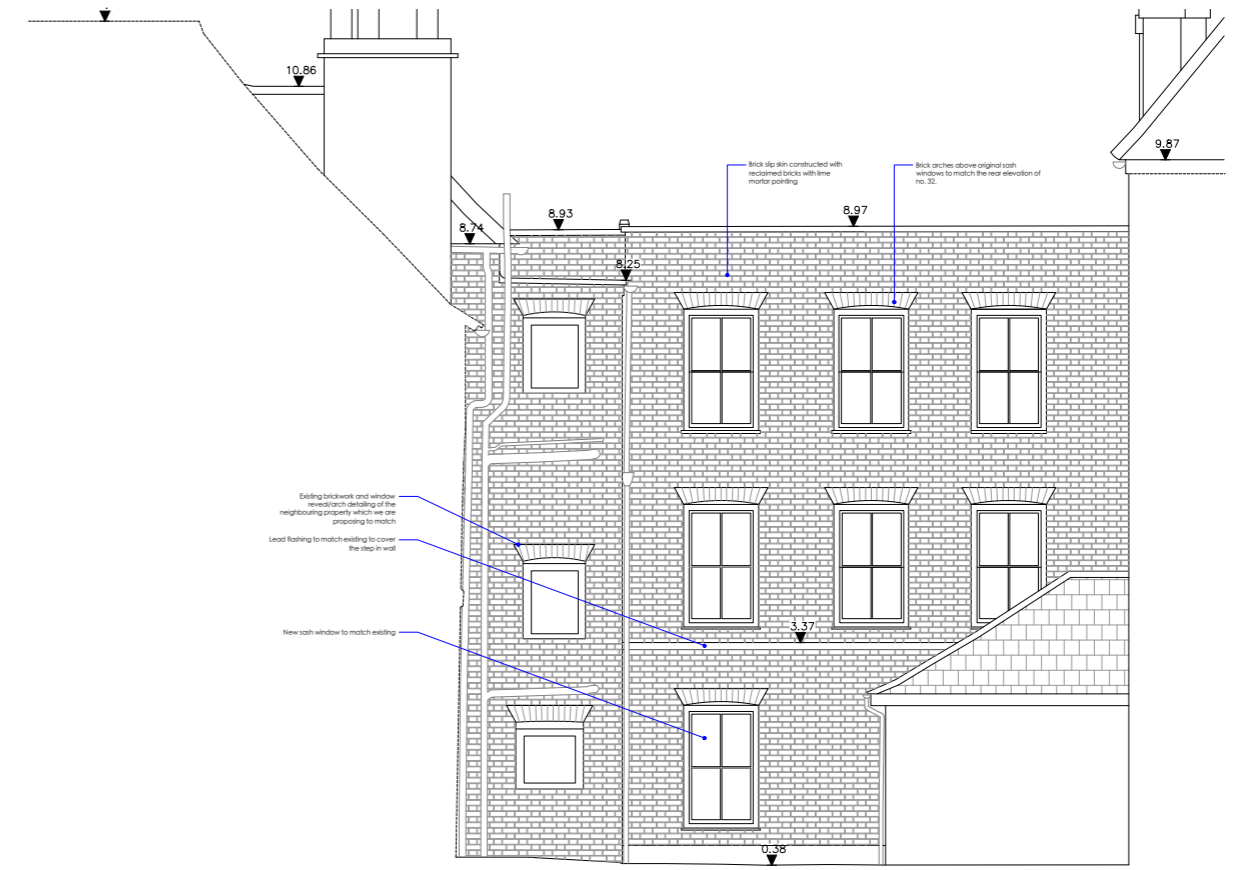 10.86
9.87
Brick slip skin constructed with
reclaimed bricks with lime
mortar pointing
Brick arches above original sash
windows to match the rear elevation of
no. 32.
8.93
8.97
8.74
8.25
Existing brickwork and window
reveal/arch detailing of the
neighbouring property which we are
proposing to match
Lead flashing to match existing to cover
the step in wall
New sash window to match existing
3.37
0.38